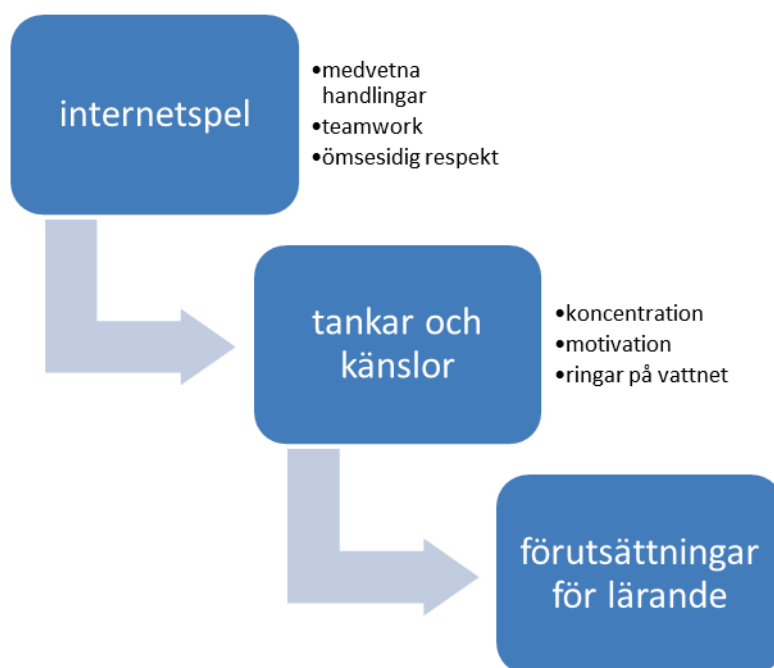 internetspel
•medvetna
handlingar
•teamwork
•ömsesidig respekt
tankar och
känslor
•koncentration
•motivation
•ringar på vattnet
förutsättningar
för lärande